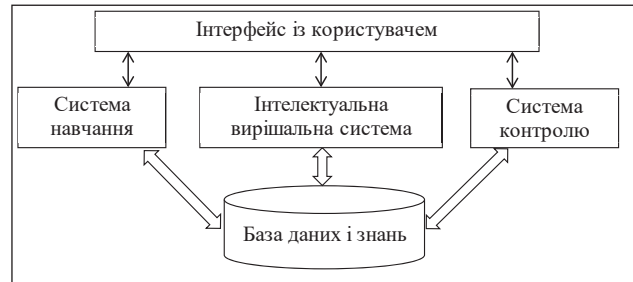 Інтерфейс із користувачем
Система
навчання
Інтелектуальна
вирішальна система
Система
контролю
База даних і знань